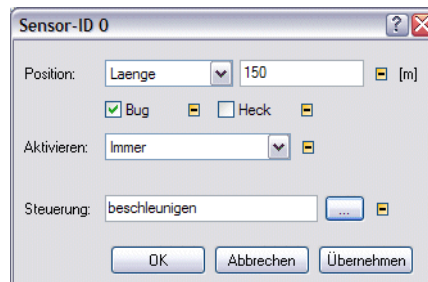 Sensor-ID 0
Position: Laenge 150 [m]
Bug Heck
Aktivieren: Immer
Steuerung: beschleunigen ...
OK Abbrechen Übernehmen